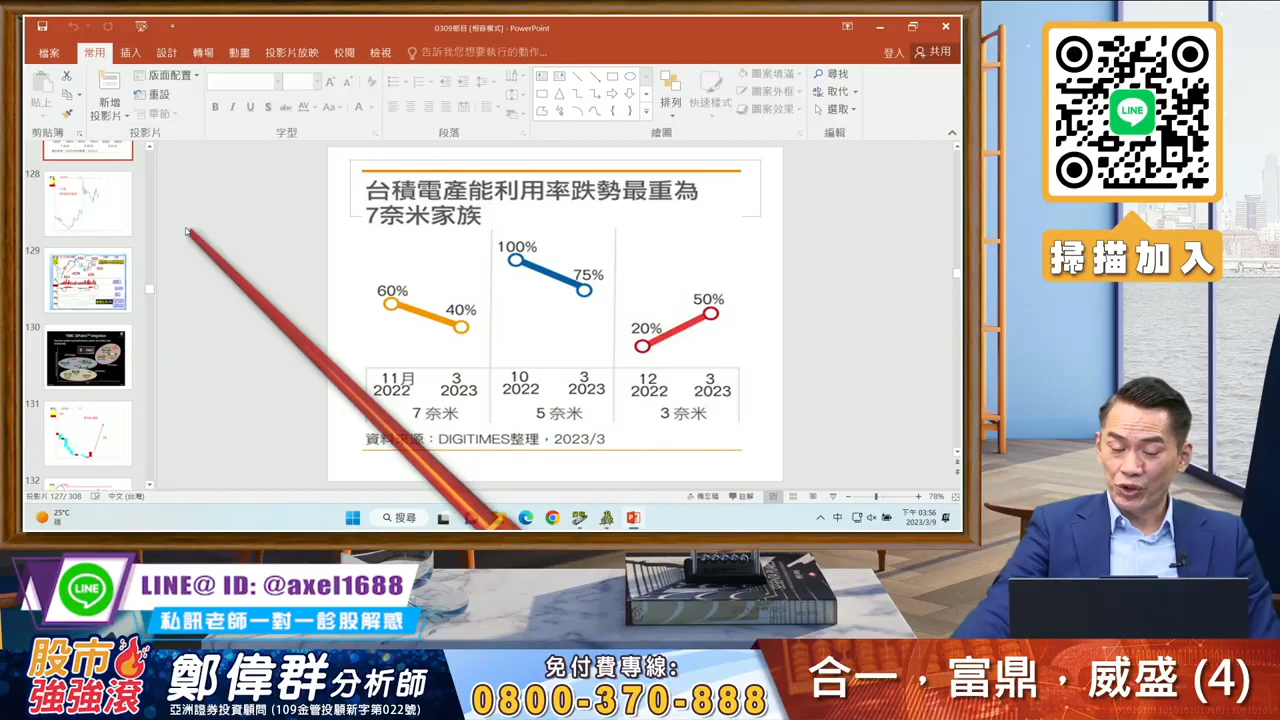 0309節目 [相容模式] - PowerPoint
檔案 常用 插入 設計 轉場 動畫 投影片放映 校閱 檢視 告訴我您想要執行的動作... 登入 共用
貼上 新增投影片 版面配置 重設 章節
B I U S abc AV Aa A
排列 快速樣式 圖案填滿 圖案外框 圖案效果
尋找 取代 選取
剪貼簿 投影片 字型 段落 繪圖 編輯
128
129
130
131
132
台積電產能利用率跌勢最重為
7奈米家族
100%
75%
60%
40%
50%
20%
11月 3 10 3 12 3
2022 2023 2022 2023 2022 2023
7 奈米 5 奈米 3 奈米
資料來源：DIGITIMES整理，2023/3
投影片 127/ 308 中文 (台灣) 備忘稿 註解 78%
25°C
晴
搜尋
中
下午 03:56
2023/3/9
LINE
掃描加入
LINE
LINE@ ID: @axel1688
私訊老師一對一診股解惑
股市
強強滾
鄭偉群分析師
亞洲證券投資顧問 (109金管投顧新字第022號)
免付費專線:
0800-370-888
合一，富鼎，威盛 (4)